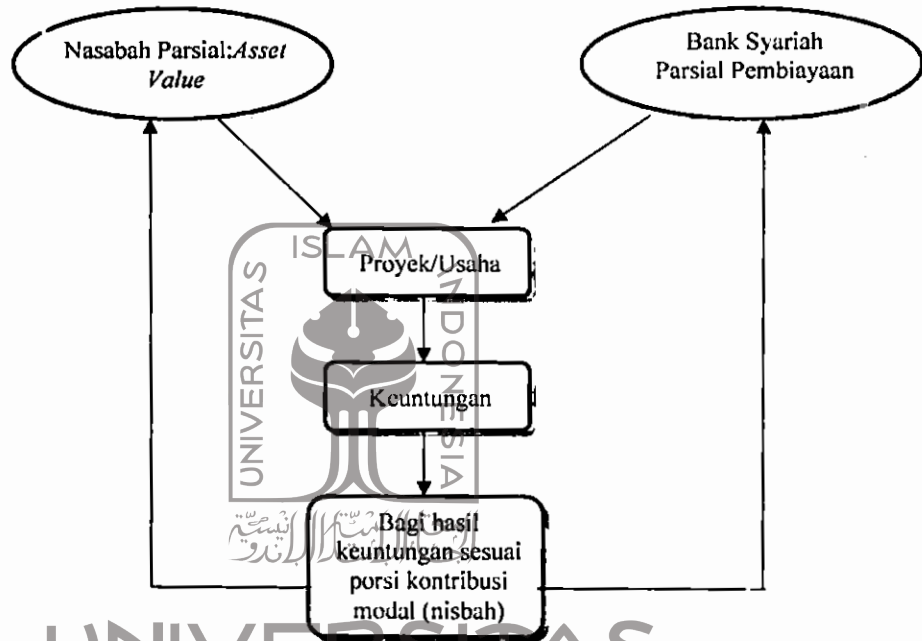 Nasabah Parsial:Asset
Value
Bank Syariah
Parsial Pembiayaan
ISLAM
UNIVERSITAS
INDONESIA
Proyek/Usaha
Keuntungan
Bagi hasil
keuntungan sesuai
porsi kontribusi
modal (nisbah)
UNIVERSITAS